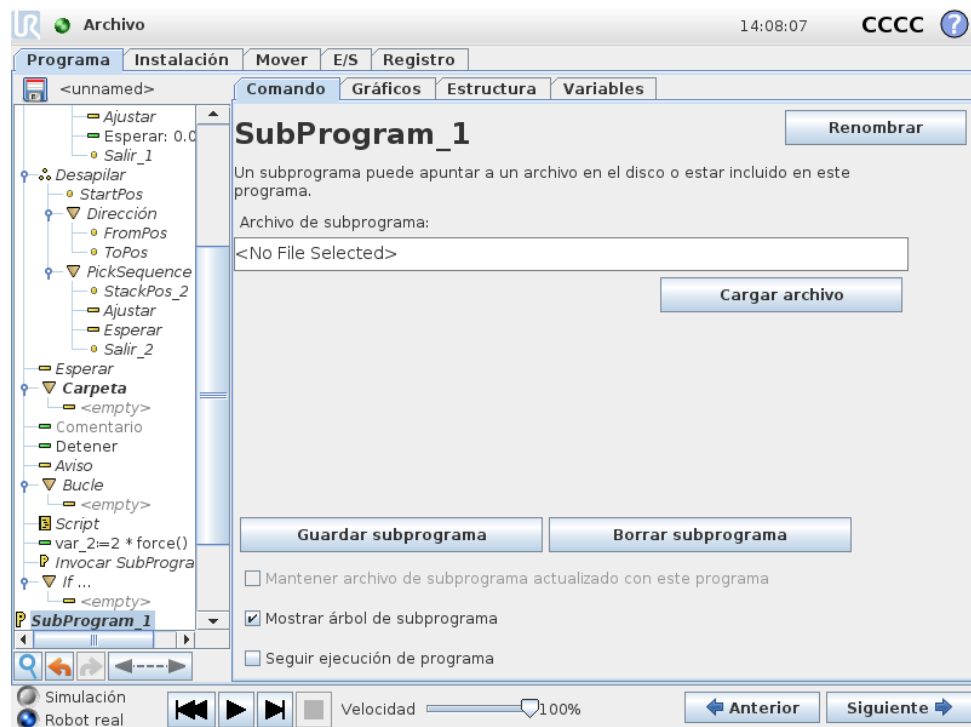 UR Archivo 14:08:07 CCCC ?
Programa Instalación Mover E/S Registro
<unnamed>
Comando Gráficos Estructura Variables
Ajustar
Esperar: 0.0
Salir_1
Desapilar
StartPos
Dirección
FromPos
ToPos
PickSequence
StackPos_2
Ajustar
Esperar
Salir_2
Esperar
Carpeta
<empty>
Comentario
Detener
Aviso
Bucle
<empty>
Script
var_2:=2 * force()
Invocar SubProgra
If ...
<empty>
SubProgram_1
SubProgram_1
Renombrar
Un subprograma puede apuntar a un archivo en el disco o estar incluido en este
programa.
Archivo de subprograma:
<No File Selected>
Cargar archivo
Guardar subprograma Borrar subprograma
Mantener archivo de subprograma actualizado con este programa
Mostrar árbol de subprograma
Seguir ejecución de programa
Simulación
Robot real
Velocidad 100%
Anterior Siguiente